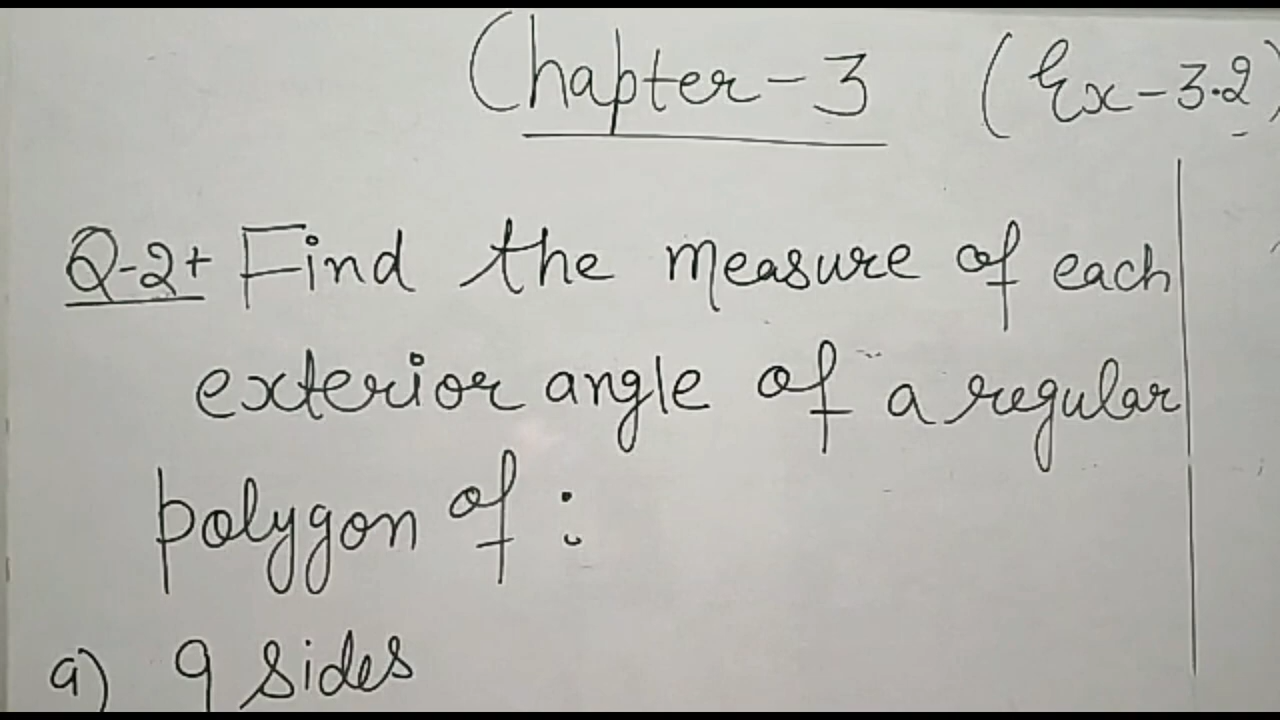 Chapter-3 (Ex-3.2)
Q-2+ Find the measure of each
exterior angle of a regular
polygon of :
a) 9 sides